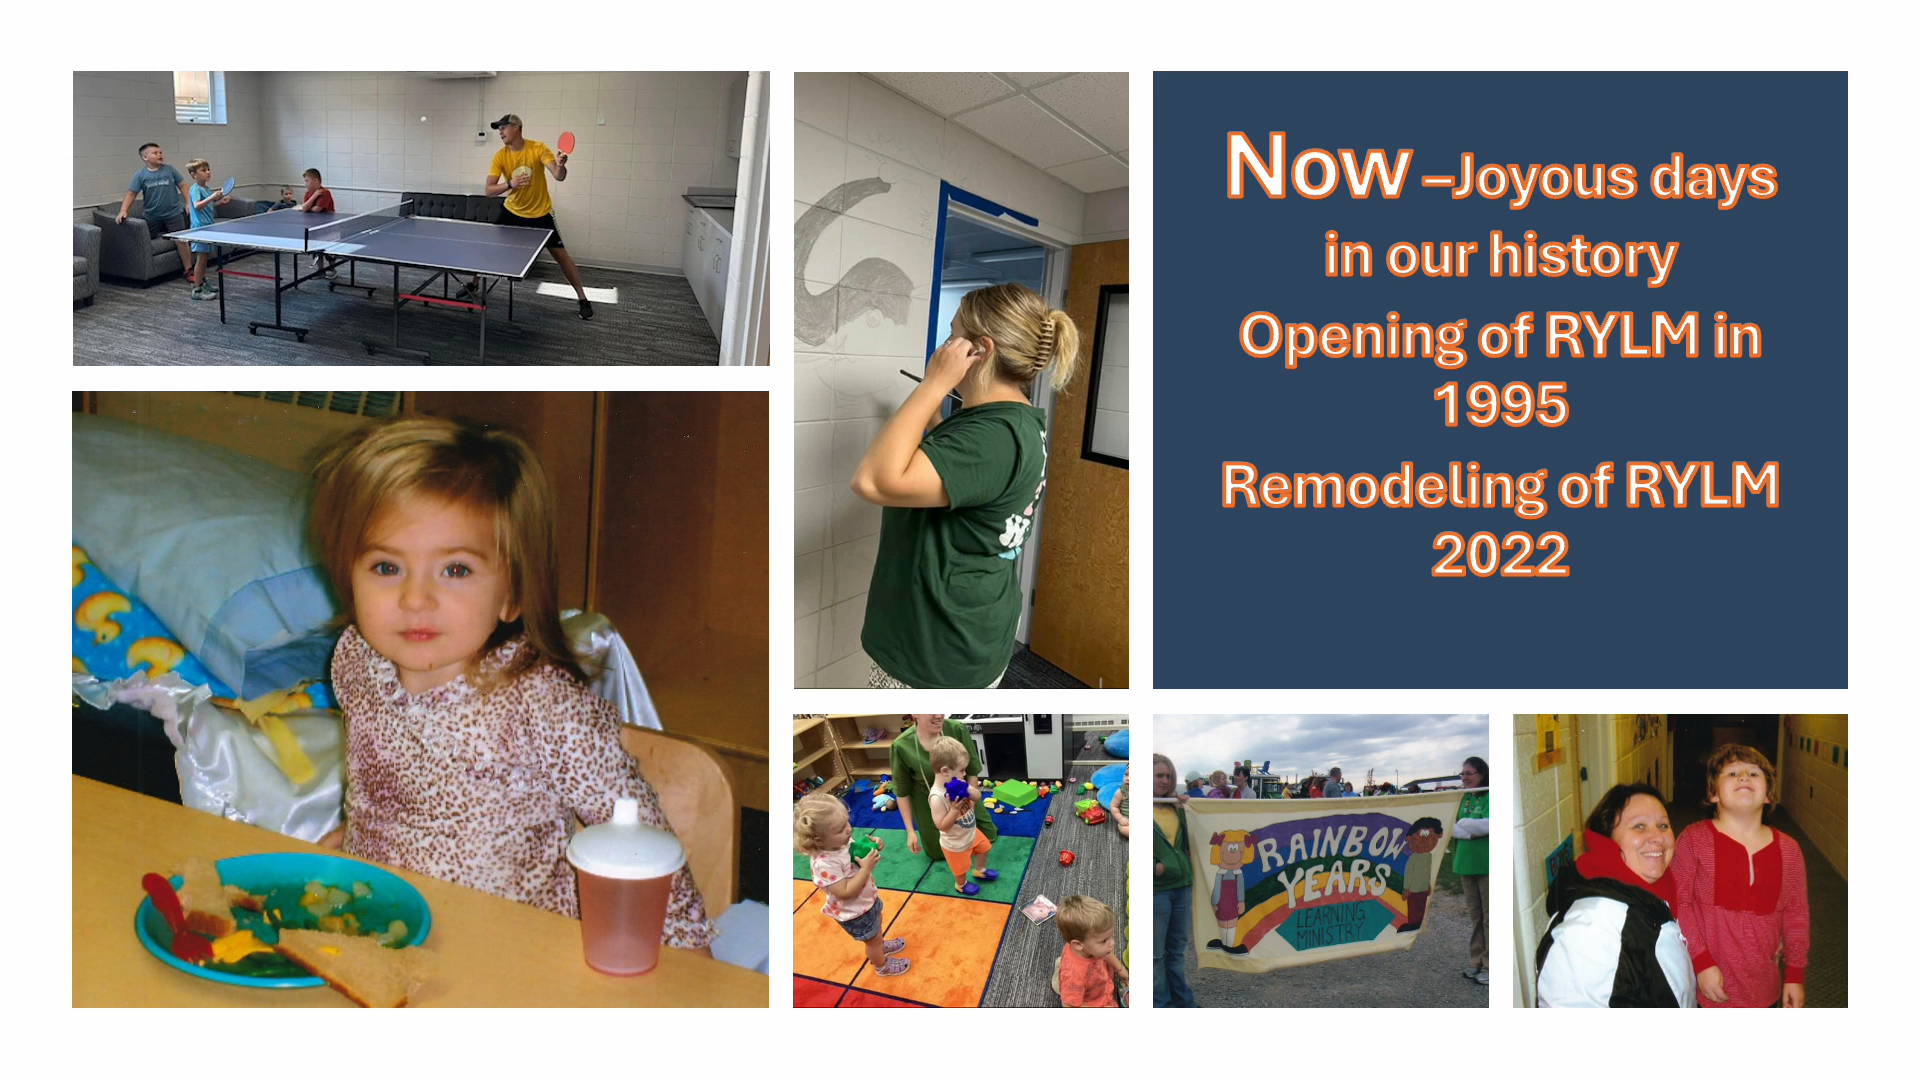 Now –Joyous days
in our history
Opening of RYLM in
1995
Remodeling of RYLM
2022
RAINBOW
YEARS
LEARNING
MINISTRY